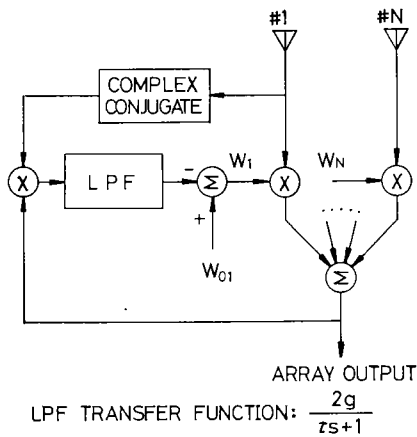 #1
#N
COMPLEX
CONJUGATE
X
LPF
-
Σ
W1
X
WN
X
+
.....
W01
Σ
ARRAY OUTPUT
LPF TRANSFER FUNCTION: 2g / τs+1